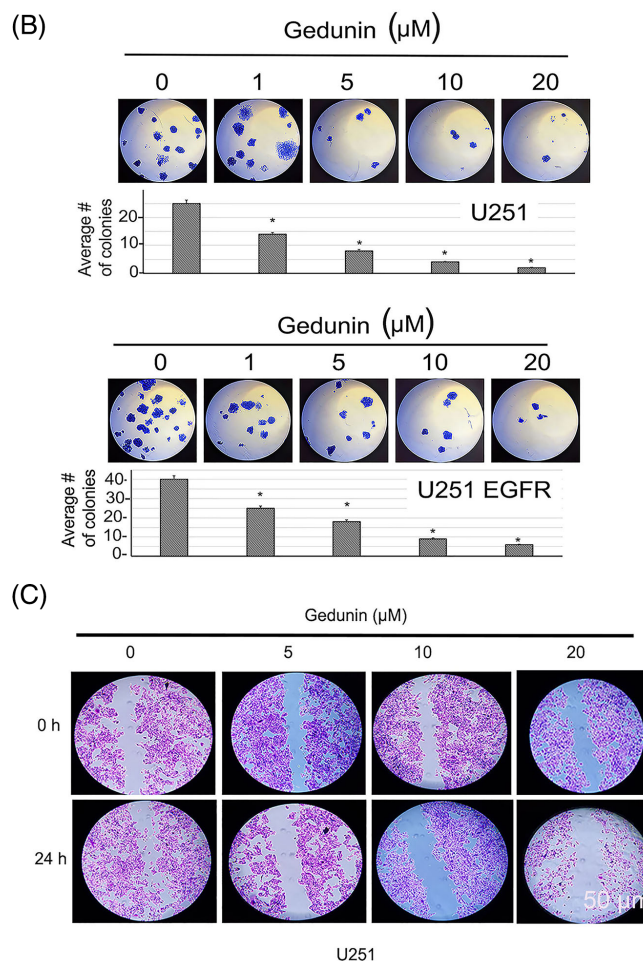 (B)
Gedunin (µM)
0 1 5 10 20
Average #
of colonies
20
10
0
U251
* * * *
Gedunin (µM)
0 1 5 10 20
Average #
of colonies
40-
30-
20-
10-
0-
U251 EGFR
* * * *
(C)
Gedunin (µM)
0 5 10 20
0 h
24 h
50 µm
U251